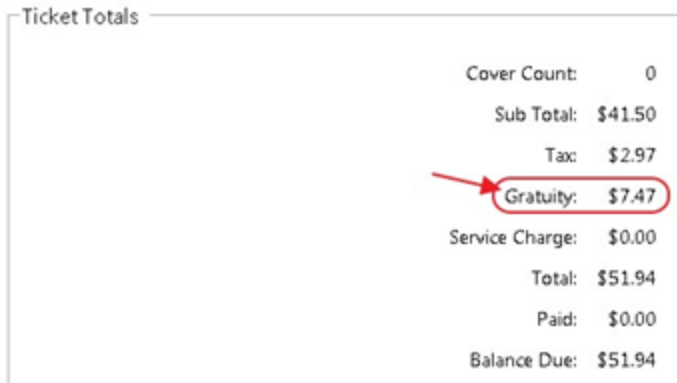 Ticket Totals
Cover Count: 0
Sub Total: $41.50
Tax: $2.97
Gratuity: $7.47
Service Charge: $0.00
Total: $51.94
Paid: $0.00
Balance Due: $51.94